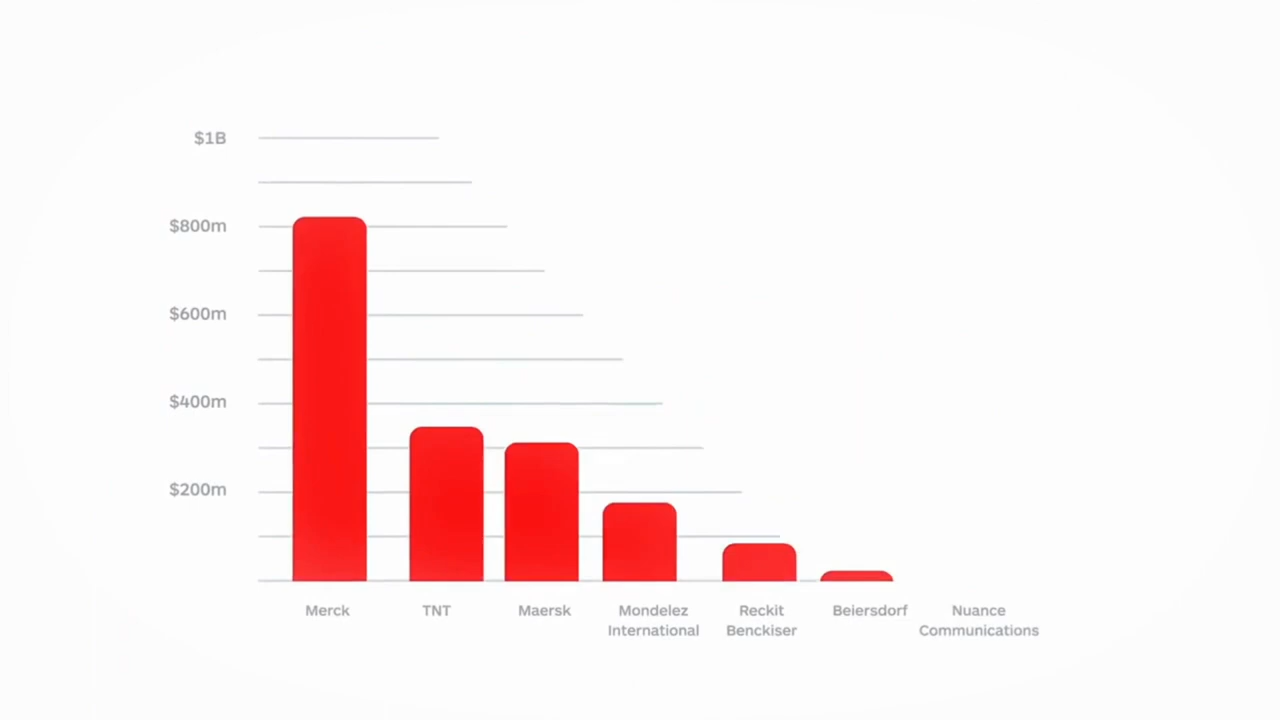 $1B
$800m
$600m
$400m
$200m
Merck
TNT
Maersk
Mondelez
International
Reckit
Benckiser
Beiersdorf
Nuance
Communications